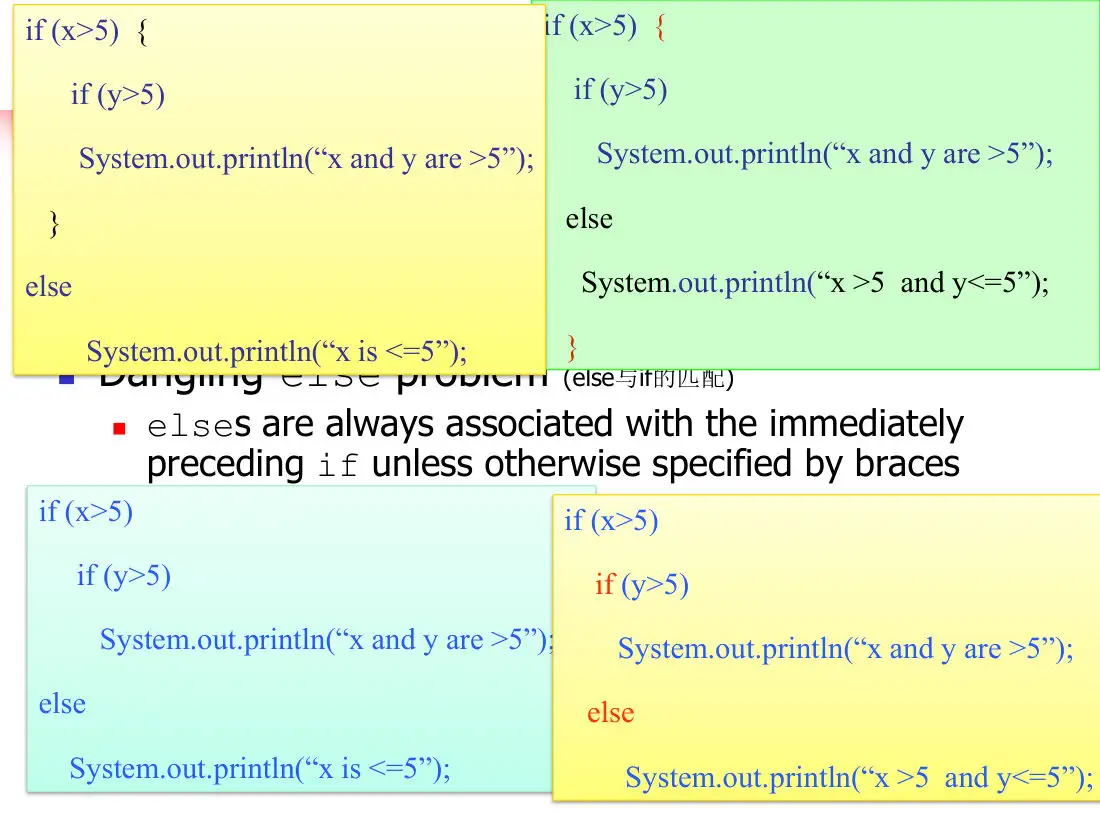 if (x>5) {
if (y>5)
System.out.println(“x and y are >5”);
}
else
System.out.println(“x is <=5”);
if (x>5) {
if (y>5)
System.out.println(“x and y are >5”);
else
System.out.println(“x >5 and y<=5”);
}
Dangling else problem (else与if的匹配)
elses are always associated with the immediately
preceding if unless otherwise specified by braces
if (x>5)
if (y>5)
System.out.println(“x and y are >5”);
else
System.out.println(“x is <=5”);
if (x>5)
if (y>5)
System.out.println(“x and y are >5”);
else
System.out.println(“x >5 and y<=5”);